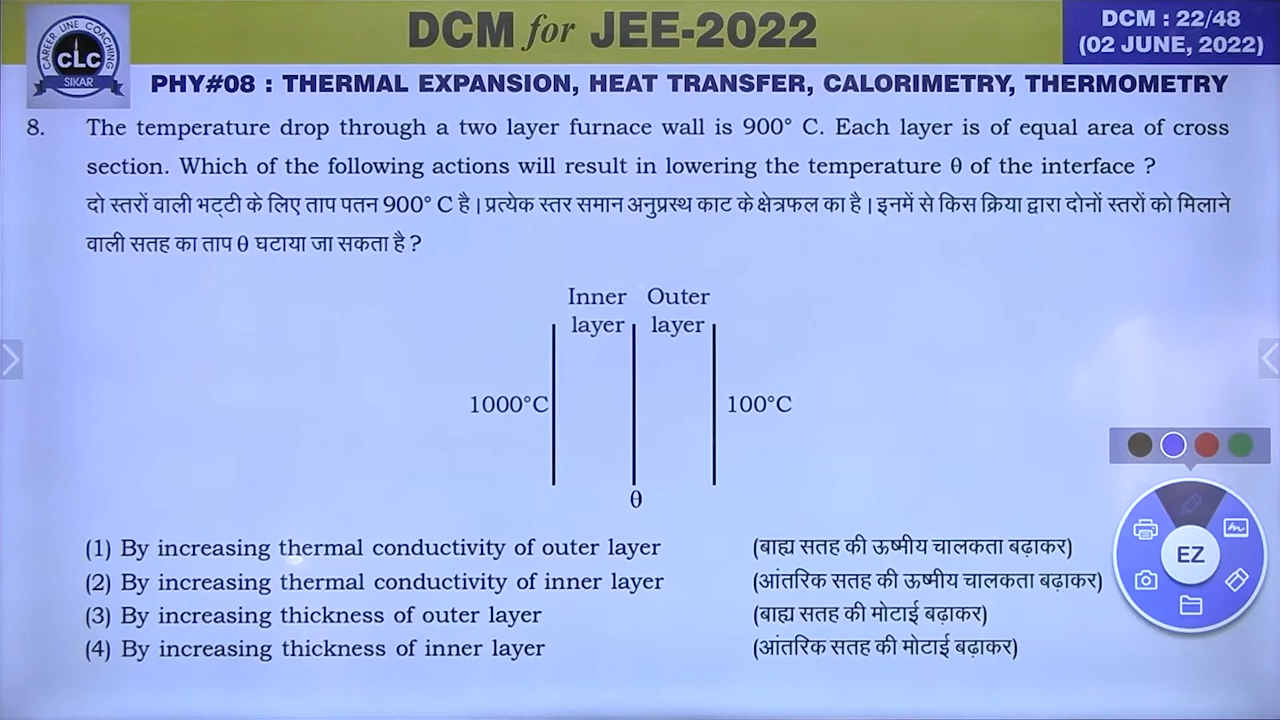 DCM for JEE-2022
DCM : 22/48
(02 JUNE, 2022)
CAREER LINE COACHING
CLC
SIKAR
PHY#08 : THERMAL EXPANSION, HEAT TRANSFER, CALORIMETRY, THERMOMETRY
8. The temperature drop through a two layer furnace wall is 900° C. Each layer is of equal area of cross
section. Which of the following actions will result in lowering the temperature θ of the interface ?
दो स्तरों वाली भट्टी के लिए ताप पतन 900° C है। प्रत्येक स्तर समान अनुप्रस्थ काट के क्षेत्रफल का है। इनमें से किस क्रिया द्वारा दोनों स्तरों को मिलाने
वाली सतह का ताप θ घटाया जा सकता है ?
Inner Outer
layer layer
1000°C 100°C
θ
(1) By increasing thermal conductivity of outer layer (बाह्य सतह की ऊष्मीय चालकता बढ़ाकर)
(2) By increasing thermal conductivity of inner layer (आंतरिक सतह की ऊष्मीय चालकता बढ़ाकर)
(3) By increasing thickness of outer layer (बाह्य सतह की मोटाई बढ़ाकर)
(4) By increasing thickness of inner layer (आंतरिक सतह की मोटाई बढ़ाकर)
EZ